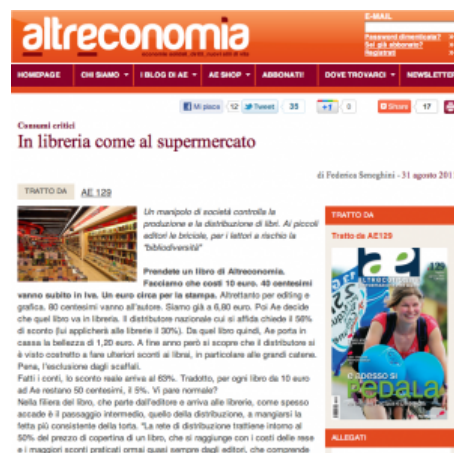 altreconomia
E-MAIL
Password dimenticata?
Sei già abbonato?
Registrati
HOMEPAGE CHI SIAMO I BLOG DI AE AE SHOP ABBONATI! DOVE TROVARCI NEWSLETTER
Mi piace 12 Tweet 35 +1 0 Share 17
Consumi critici
In libreria come al supermercato
di Federica Seneghini - 31 agosto 201
TRATTO DA AE 129
Un manipolo di società controlla la
produzione e la distribuzione di libri. Ai piccoli
editori le briciole, per i lettori a rischio la
"bibliodiversità"
Prendete un libro di Altreconomia.
Facciamo che costi 10 euro. 40 centesimi
vanno subito in Iva. Un euro circa per la stampa. Altrettanto per editing e
grafica. 80 centesimi vanno all'autore. Siamo già a 6,80 euro. Poi Ae decide
che quel libro va in libreria. Il distributore nazionale cui si affida chiede il 56%
di sconto (lui applicherà alle librerie il 30%). Da quel libro quindi, Ae porta in
cassa la bellezza di 1,20 euro. A fine anno però si scopre che il distributore si
è visto costretto a fare ulteriori sconti ai librai, in particolare alle grandi catene.
Pena, l'esclusione dagli scaffali.
Fatti i conti, lo sconto reale arriva al 63%. Tradotto, per ogni libro da 10 euro
ad Ae restano 50 centesimi, il 5%. Vi pare normale?
Nella filiera del libro, che parte dall'editore e arriva alle librerie, come spesso
accade è il passaggio intermedio, quello della distribuzione, a mangiarsi la
fetta più consistente della torta. "La rete di distribuzione trattiene intorno al
50% del prezzo di copertina di un libro, che si raggiunge con i costi delle rese
e i maggiori sconti praticati ormai quasi sempre dagli editori, che comprende
TRATTO DA
Tratto da AE129
ae
ALTRECONOMIA
129
E ADESSO SI
PEDALA
ALLEGATI